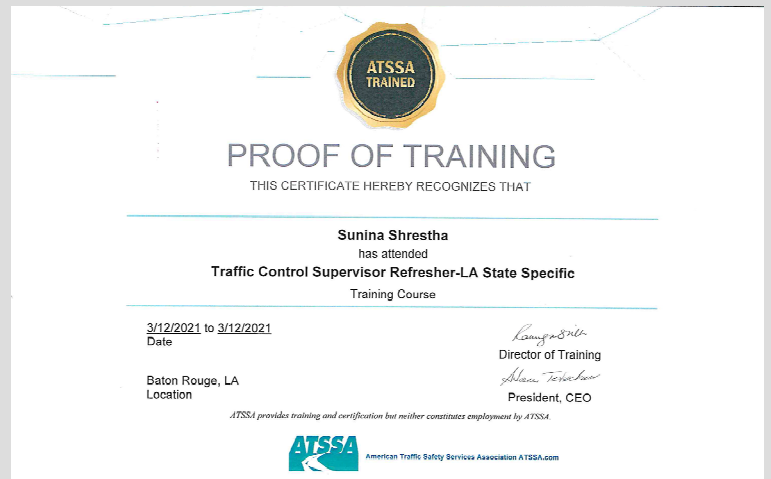 ATSSA
TRAINED
PROOF OF TRAINING
THIS CERTIFICATE HEREBY RECOGNIZES THAT
Sunina Shrestha
has attended
Traffic Control Supervisor Refresher-LA State Specific
Training Course
3/12/2021 to 3/12/2021
Date
Director of Training
Baton Rouge, LA
Location
President, CEO
ATSSA provides training and certification but neither constitutes employment by ATSSA.
ATSSA
American Traffic Safety Services Association ATSSA.com